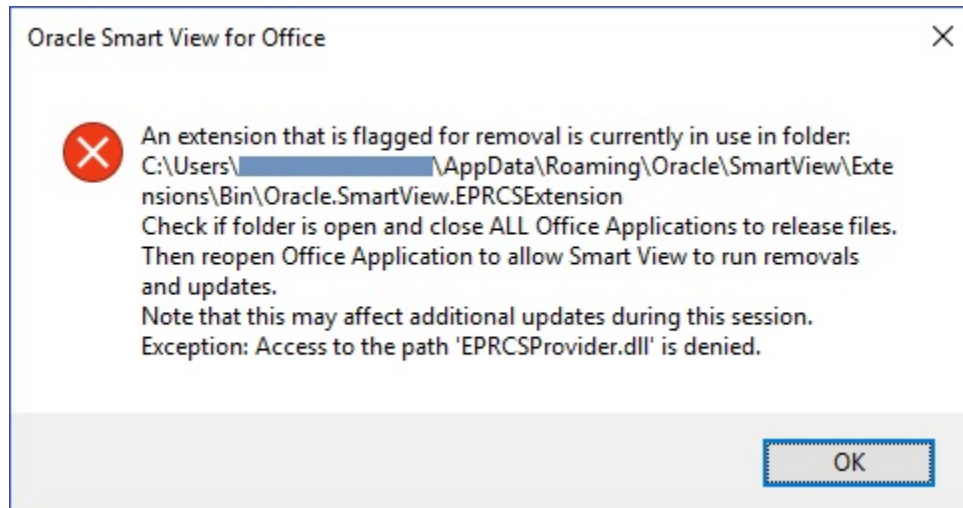 Oracle Smart View for Office
An extension that is flagged for removal is currently in use in folder:
C:\Users\ \AppData\Roaming\Oracle\SmartView\Exte
nsions\Bin\Oracle.SmartView.EPRCSExtension
Check if folder is open and close ALL Office Applications to release files.
Then reopen Office Application to allow Smart View to run removals
and updates.
Note that this may affect additional updates during this session.
Exception: Access to the path 'EPRCSProvider.dll' is denied.
OK